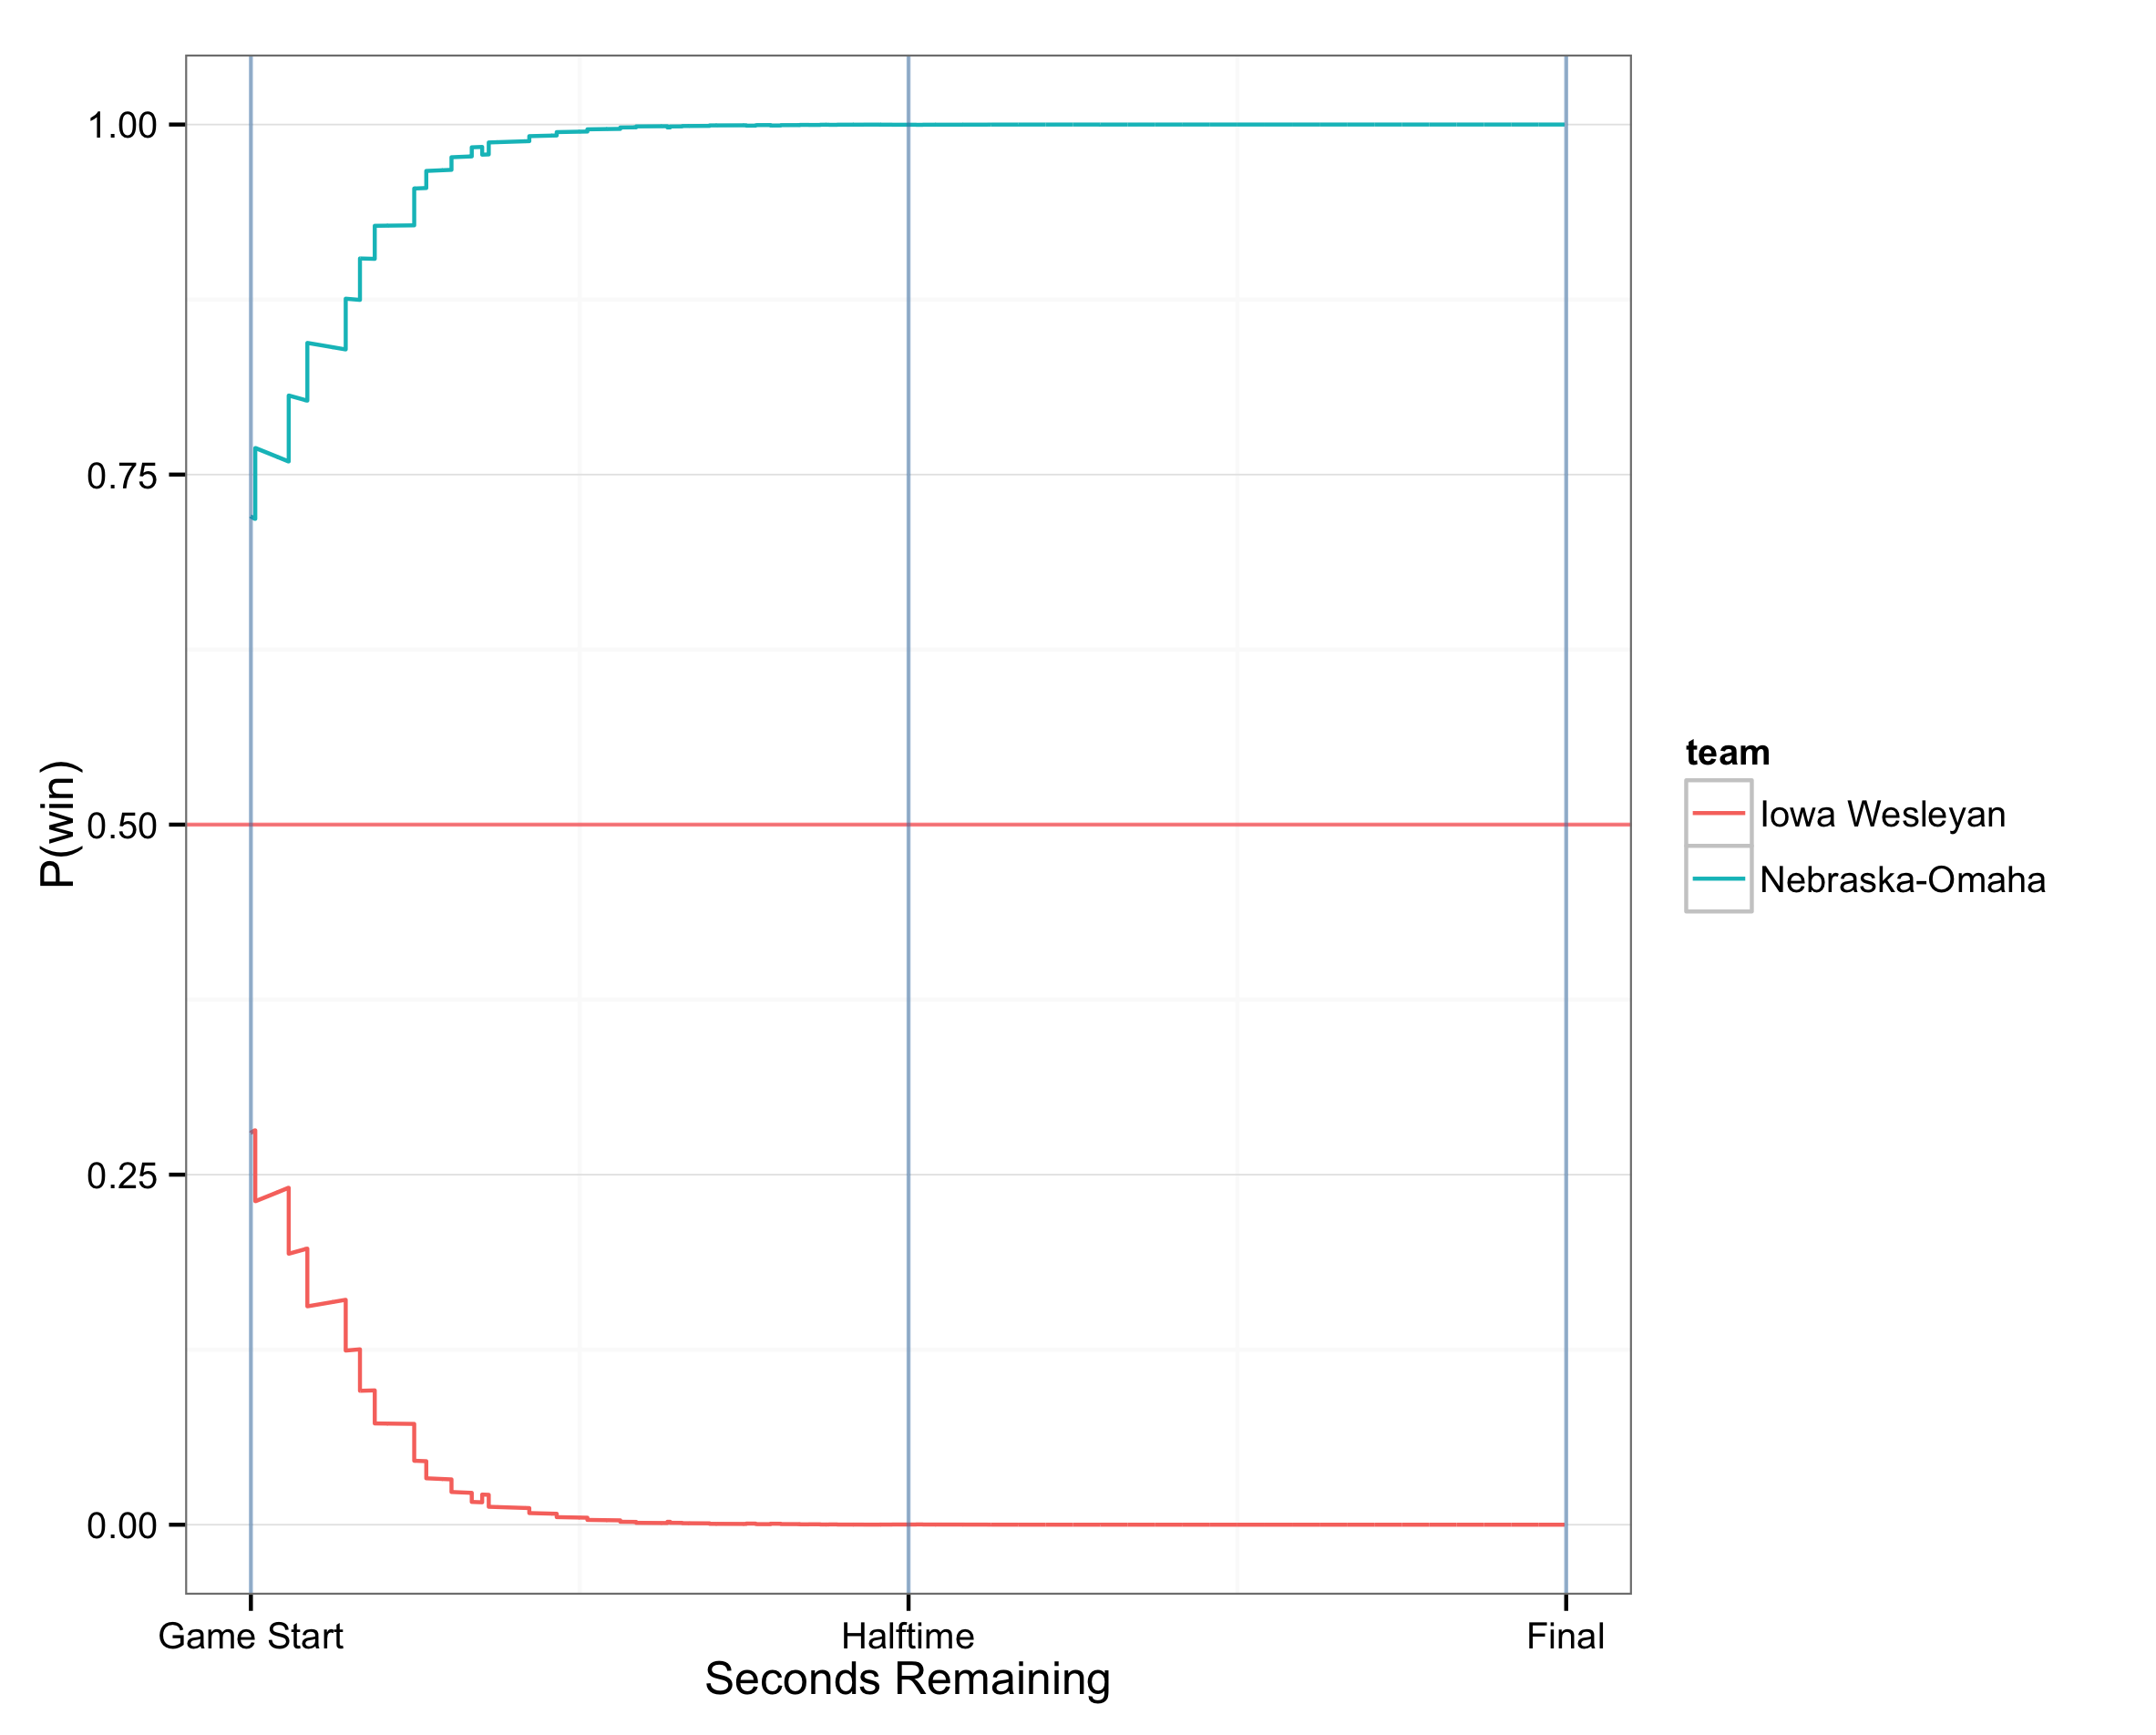 P(win)
1.00
0.75
0.50
0.25
0.00
Game Start
Halftime
Final
Seconds Remaining
team
Iowa Wesleyan
Nebraska-Omaha